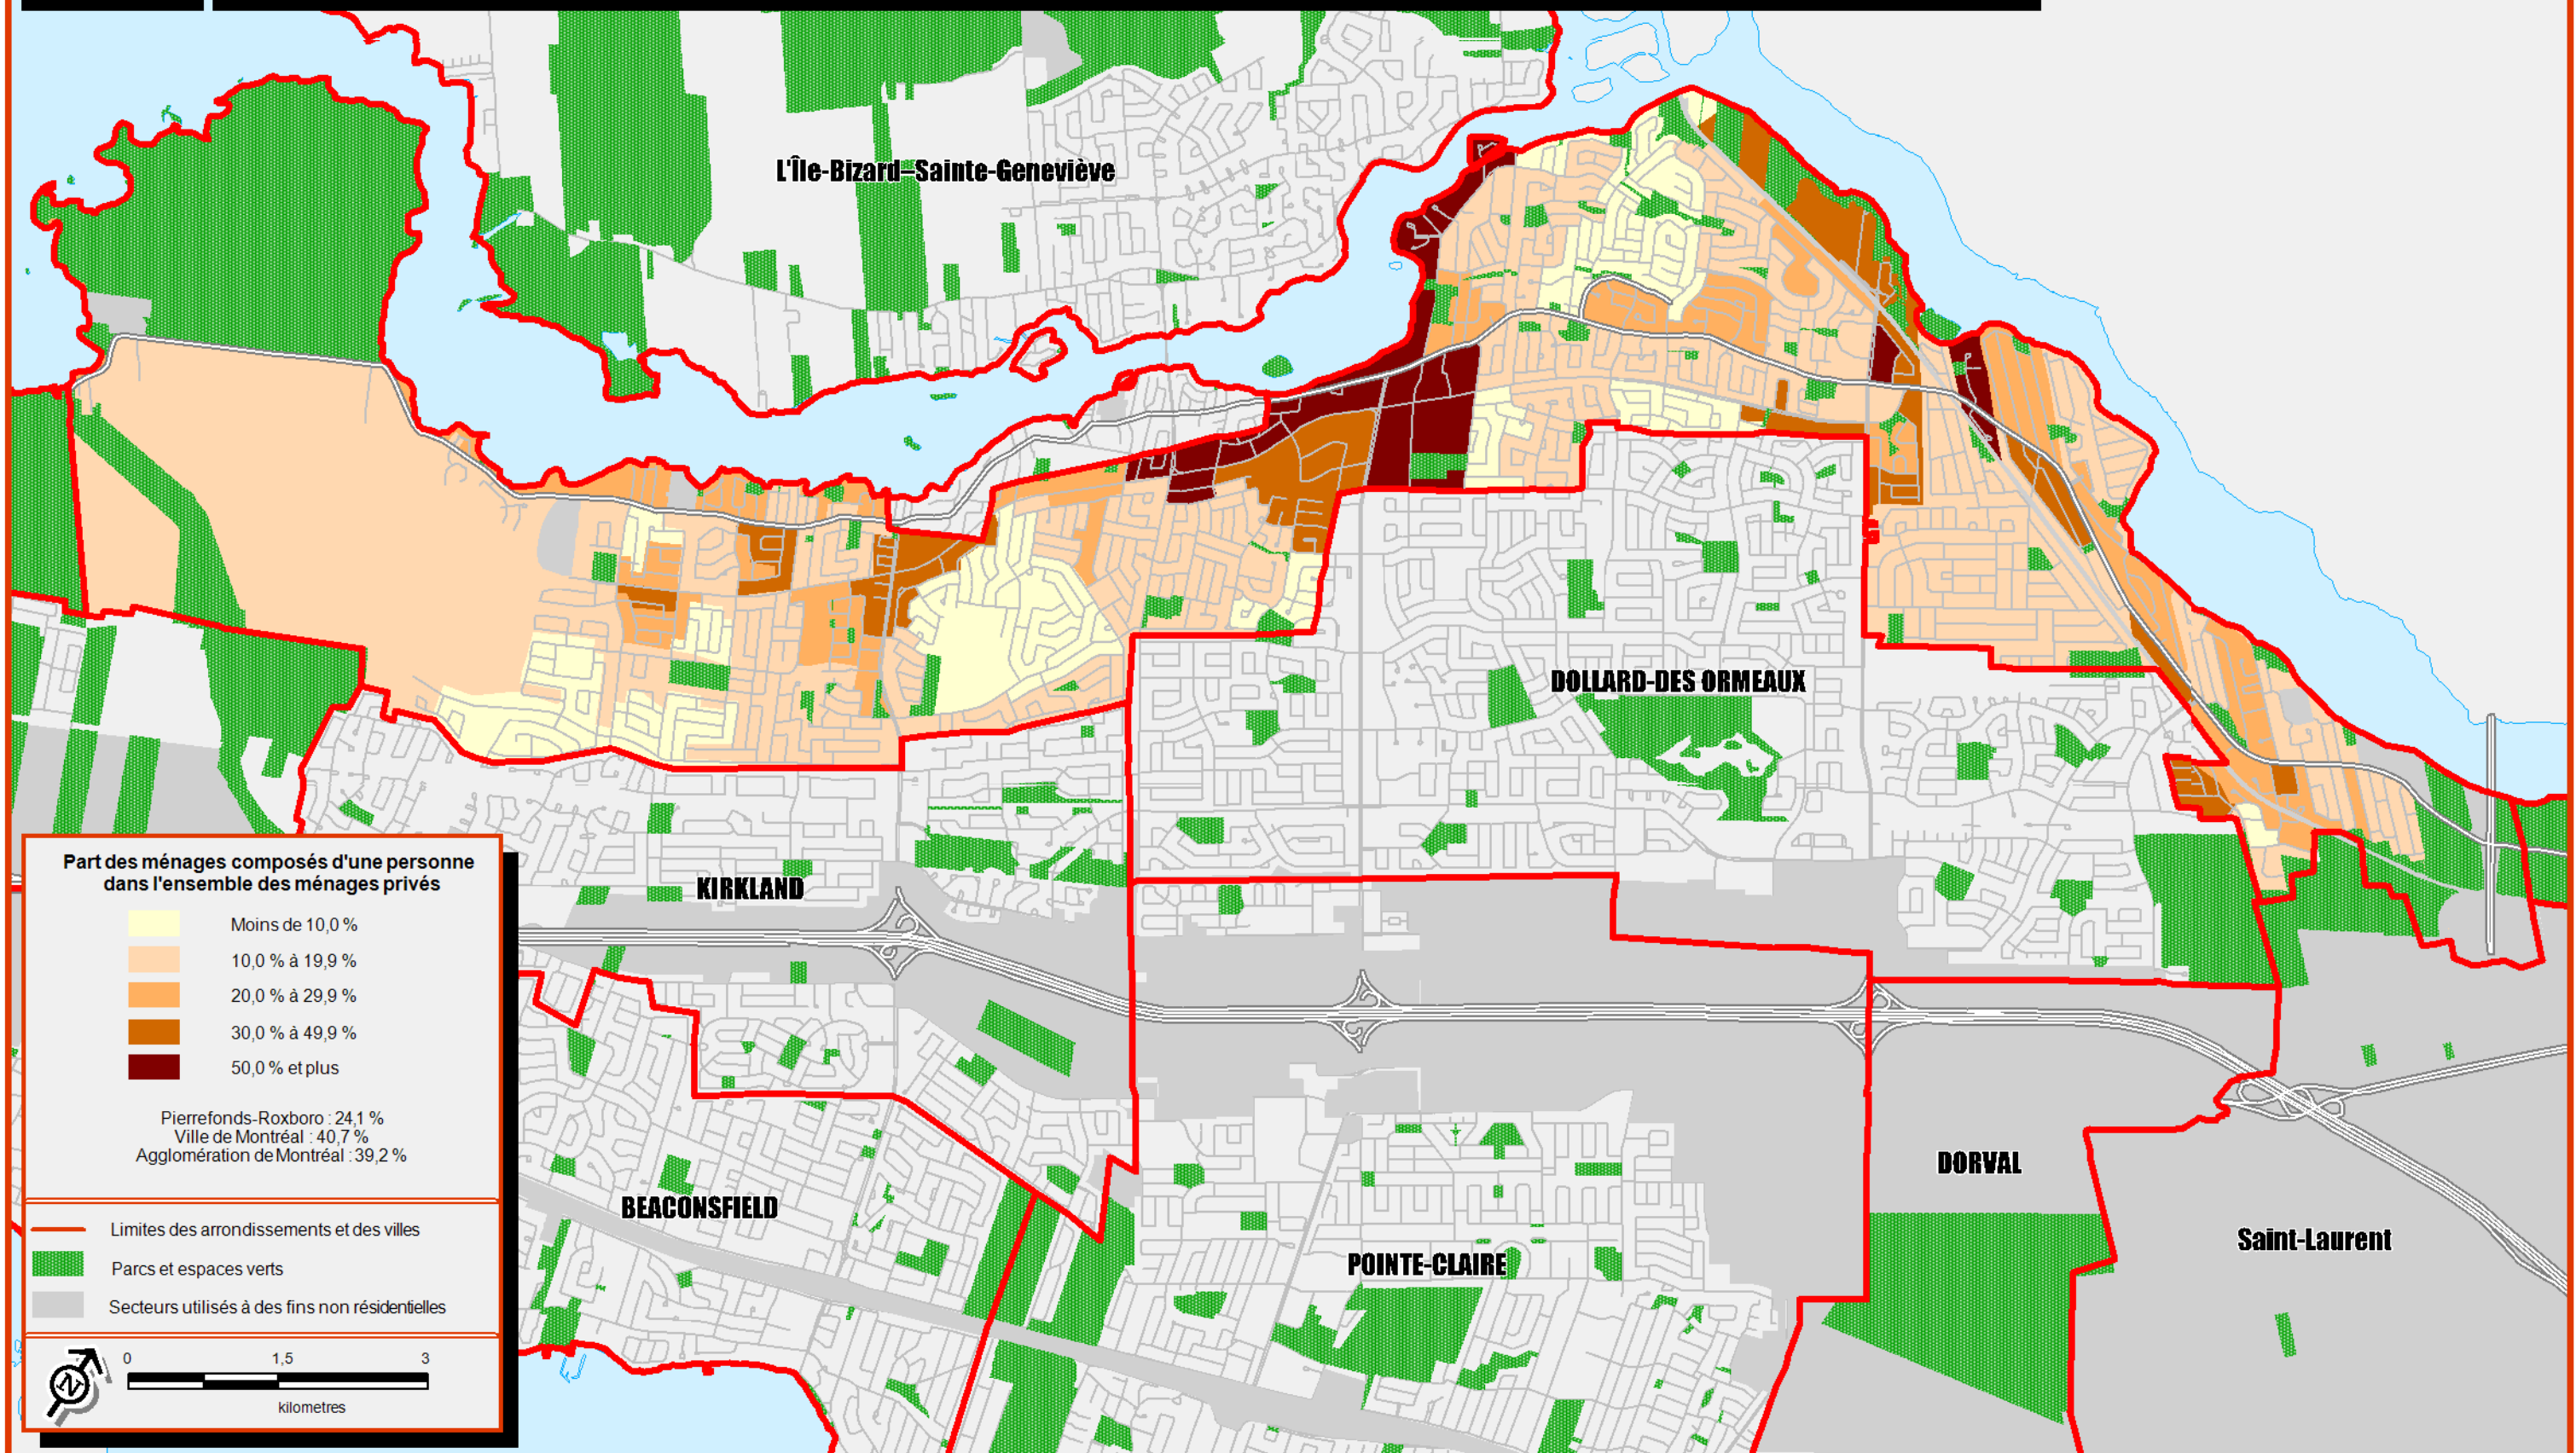 L'Île-Bizard–Sainte-Geneviève
DOLLARD-DES ORMEAUX
KIRKLAND
BEACONSFIELD
POINTE-CLAIRE
DORVAL
Saint-Laurent
Part des ménages composés d'une personne
dans l'ensemble des ménages privés
Moins de 10,0 %
10,0 % à 19,9 %
20,0 % à 29,9 %
30,0 % à 49,9 %
50,0 % et plus
Pierrefonds-Roxboro : 24,1 %
Ville de Montréal : 40,7 %
Agglomération de Montréal : 39,2 %
Limites des arrondissements et des villes
Parcs et espaces verts
Secteurs utilisés à des fins non résidentielles
N
0 1,5 3
kilometres